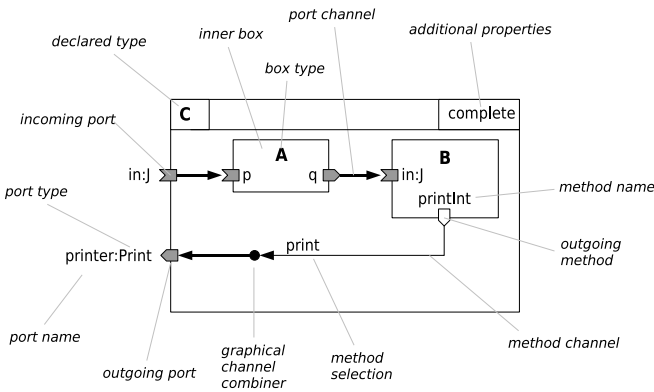 port channel
inner box
additional properties
declared type
box type
C
complete
incoming port
A
B
in:J
p
q
in:J
port type
printInt
method name
print
outgoing
method
printer:Print
port name
method channel
graphical
channel
combiner
method
selection
outgoing port